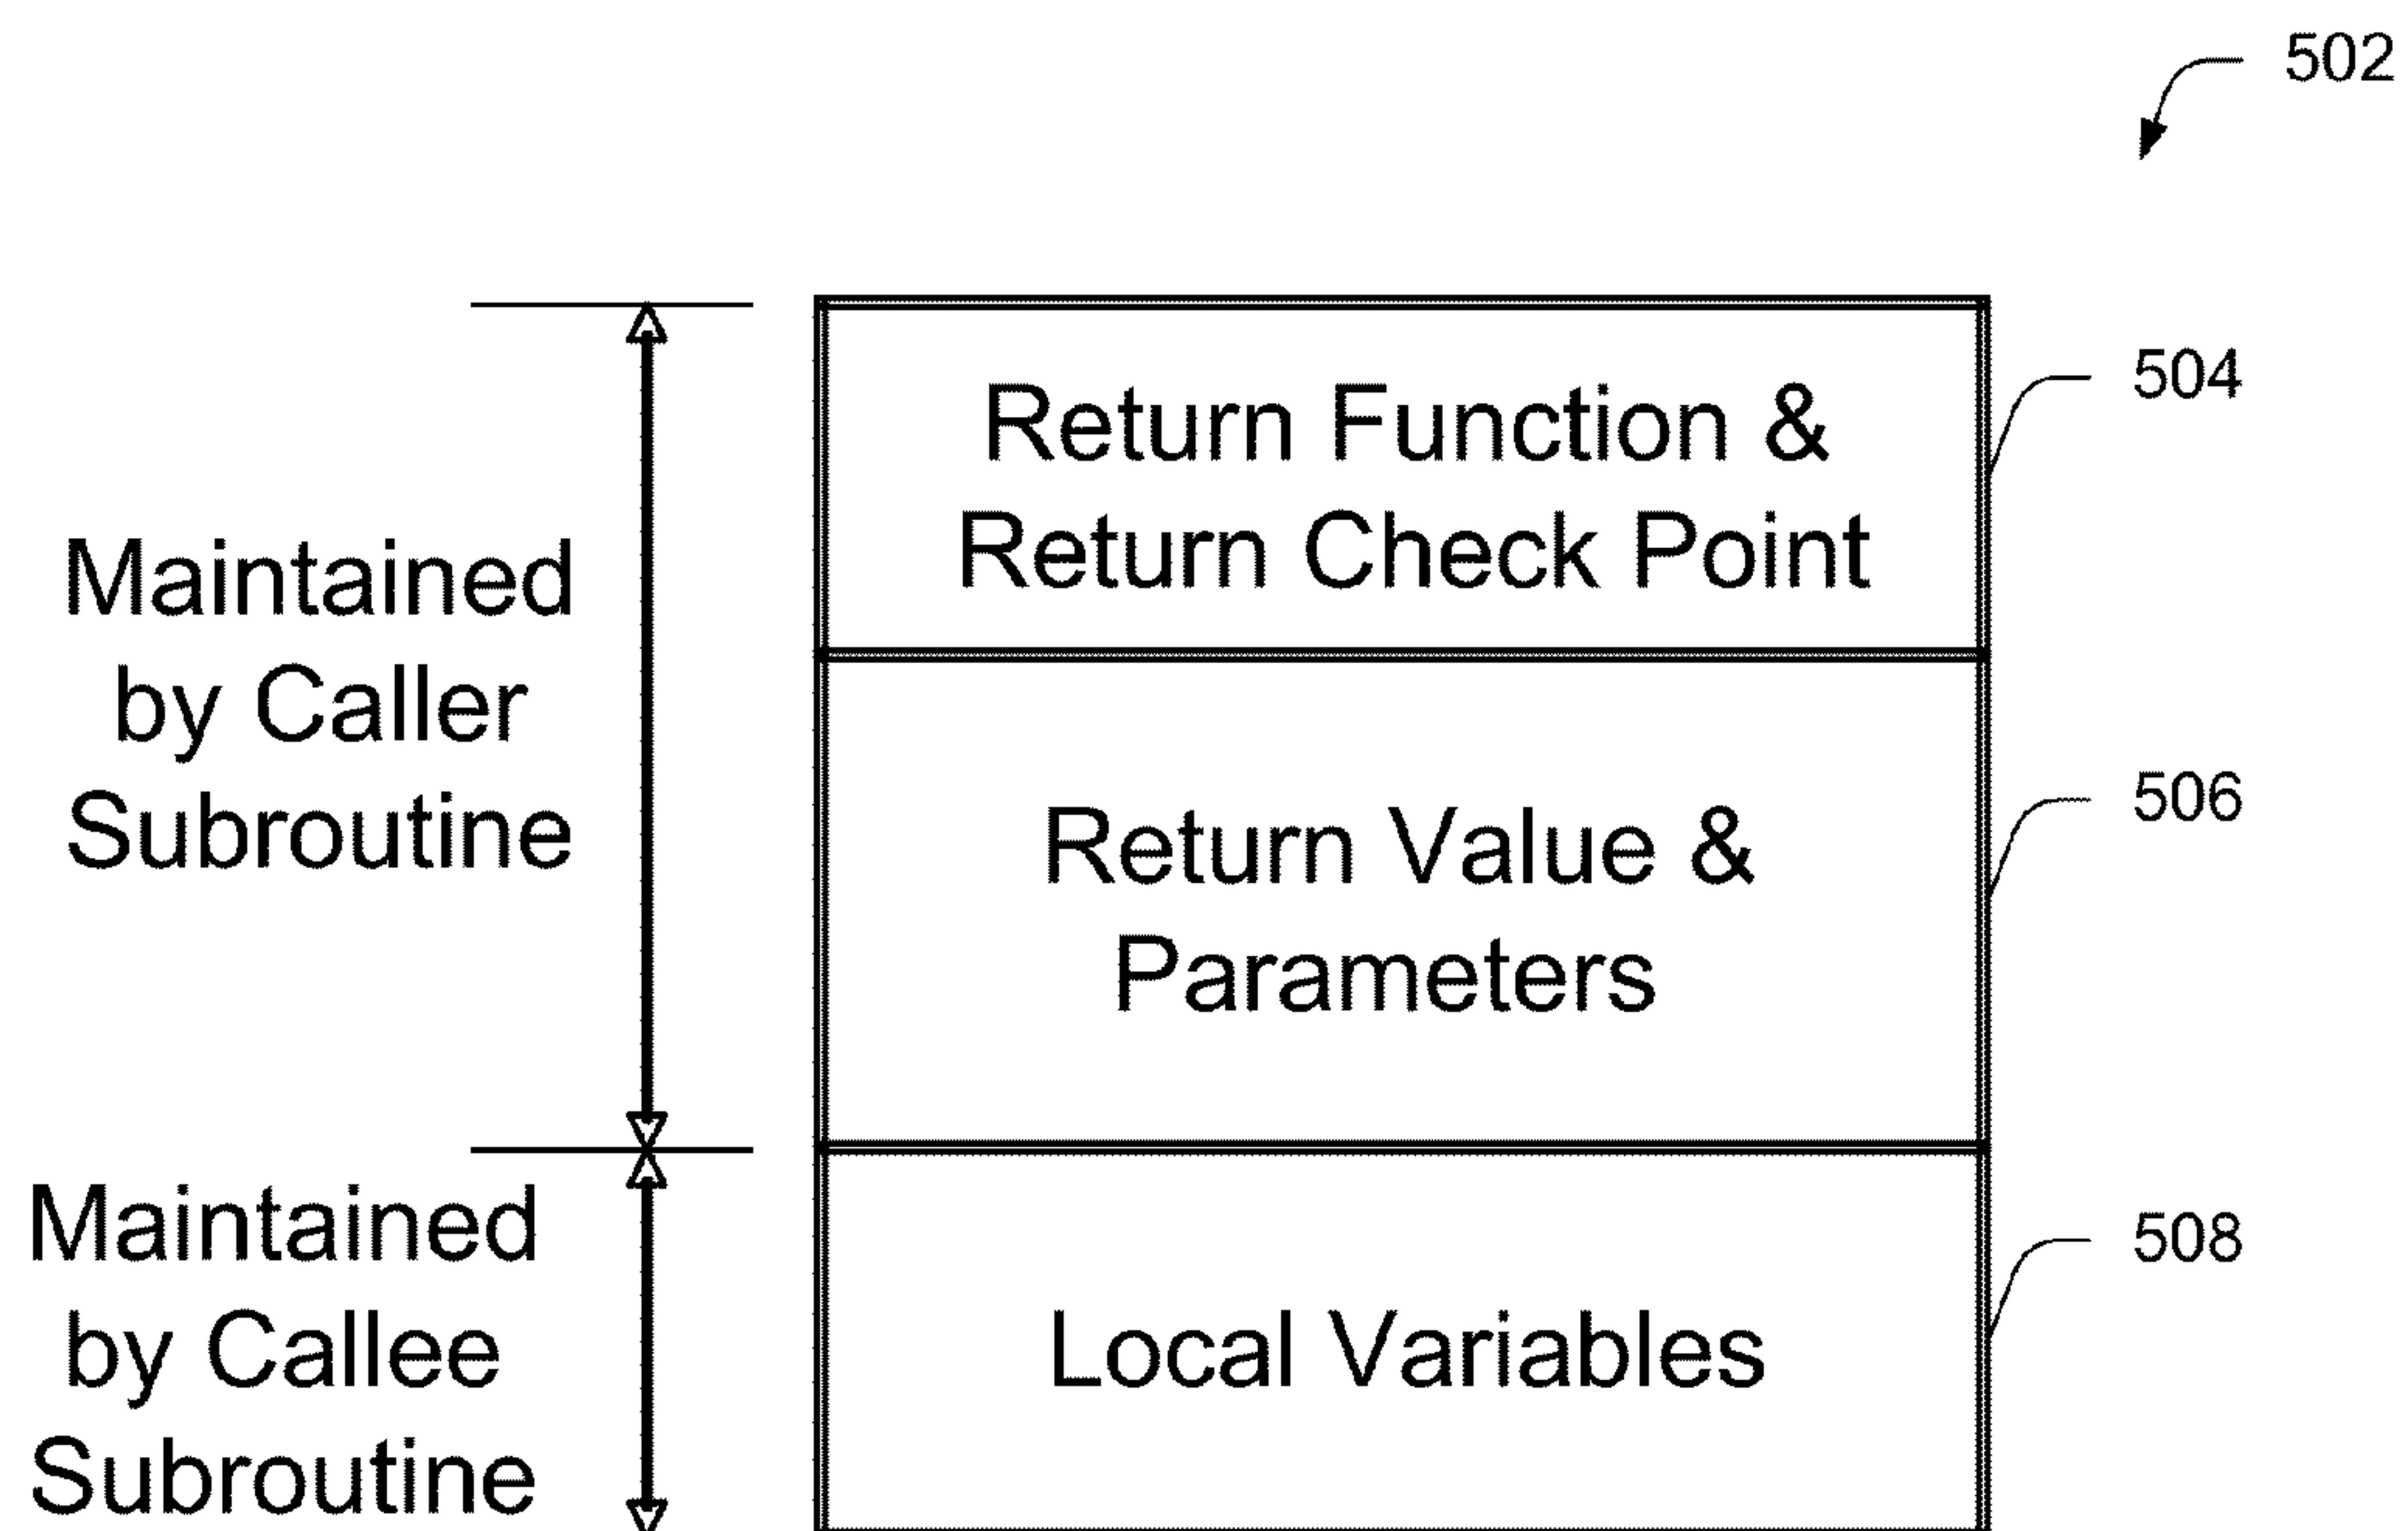 502
Return Function &
Return Check Point
504
Maintained
by Caller
Subroutine
Return Value &
Parameters
506
Maintained
by Callee
Subroutine
Local Variables
508